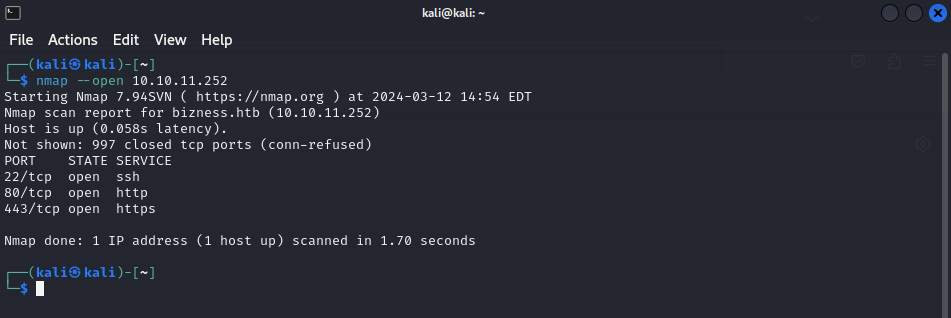 kali@kali: ~
File Actions Edit View Help
┌──(kali㉿kali)-[~]
└─$ nmap --open 10.10.11.252
Starting Nmap 7.94SVN ( https://nmap.org ) at 2024-03-12 14:54 EDT
Nmap scan report for bizness.htb (10.10.11.252)
Host is up (0.058s latency).
Not shown: 997 closed tcp ports (conn-refused)
PORT    STATE SERVICE
22/tcp  open  ssh
80/tcp  open  http
443/tcp open  https
Nmap done: 1 IP address (1 host up) scanned in 1.70 seconds
┌──(kali㉿kali)-[~]
└─$